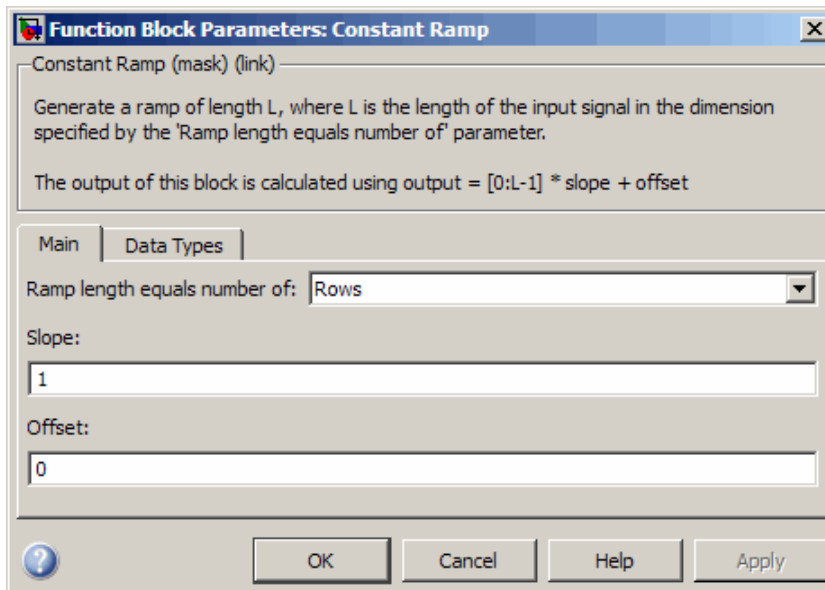 Function Block Parameters: Constant Ramp
Constant Ramp (mask) (link)
Generate a ramp of length L, where L is the length of the input signal in the dimension
specified by the 'Ramp length equals number of' parameter.
The output of this block is calculated using output = [0:L-1] * slope + offset
Main
Data Types
Ramp length equals number of: Rows
Slope:
1
Offset:
0
?
OK
Cancel
Help
Apply